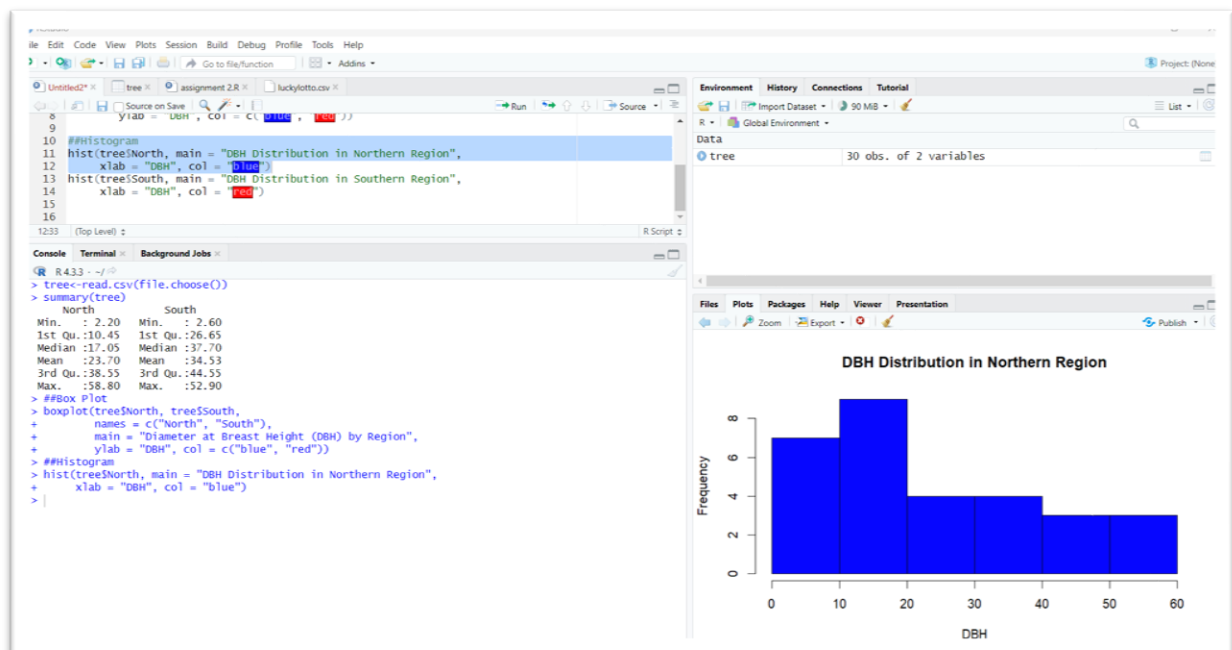 ile Edit Code View Plots Session Build Debug Profile Tools Help
Go to file/function Addins
Project: (None
Untitled2* tree assignment 2.R luckylotto.csv
Source on Save Run Source
8 ylab = "DBH", col = c("blue", "red"))
9
10 ##Histogram
11 hist(tree$North, main = "DBH Distribution in Northern Region",
12 xlab = "DBH", col = "blue")
13 hist(tree$South, main = "DBH Distribution in Southern Region",
14 xlab = "DBH", col = "red")
15
16
12:33 (Top Level) R Script
Console Terminal Background Jobs
R 4.3.3 · ~/
> tree<-read.csv(file.choose())
> summary(tree)
North South
Min. : 2.20 Min. : 2.60
1st Qu.:10.45 1st Qu.:26.65
Median :17.05 Median :37.70
Mean :23.70 Mean :34.53
3rd Qu.:38.55 3rd Qu.:44.55
Max. :58.80 Max. :52.90
> ##Box Plot
> boxplot(tree$North, tree$South,
+ names = c("North", "South"),
+ main = "Diameter at Breast Height (DBH) by Region",
+ ylab = "DBH", col = c("blue", "red"))
> ##Histogram
> hist(tree$North, main = "DBH Distribution in Northern Region",
+ xlab = "DBH", col = "blue")
>
Environment History Connections Tutorial
Import Dataset 90 MiB List
R Global Environment
Data
tree 30 obs. of 2 variables
Files Plots Packages Help Viewer Presentation
Zoom Export Publish
DBH Distribution in Northern Region
Frequency
8
6
4
2
0
0 10 20 30 40 50 60
DBH